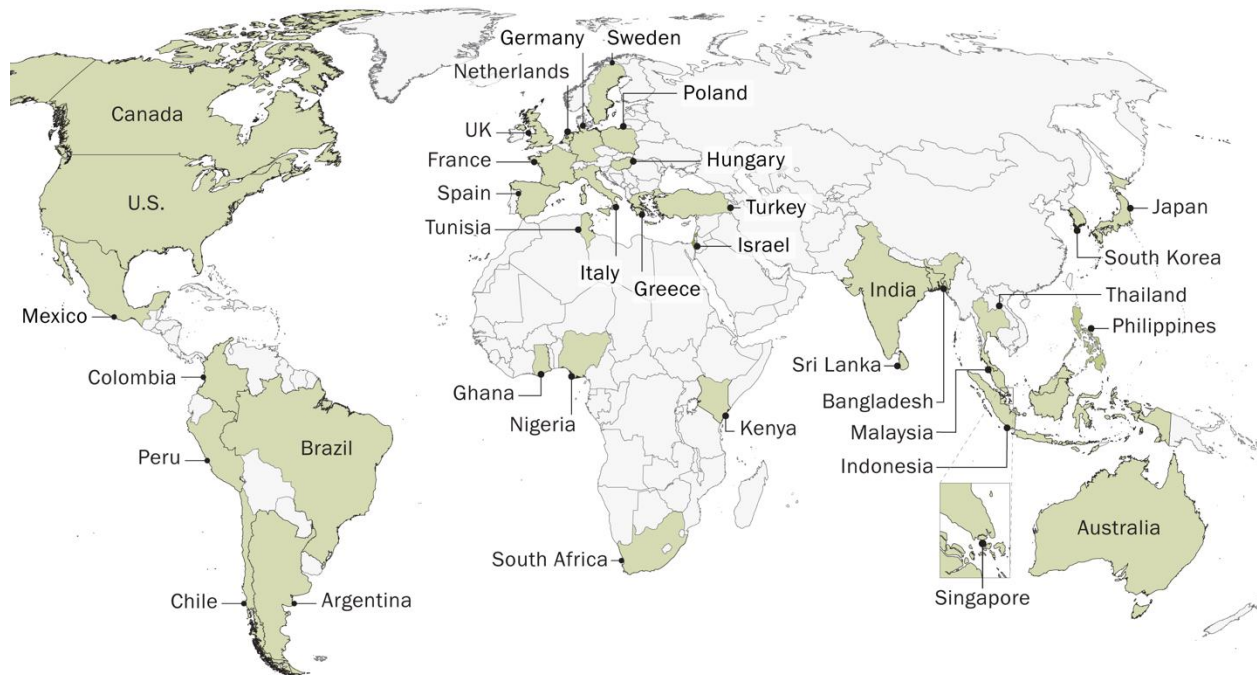 Germany
Sweden
Netherlands
Poland
Canada
UK
France
Hungary
Spain
U.S.
Turkey
Japan
Tunisia
Israel
South Korea
Italy
Greece
India
Thailand
Mexico
Philippines
Sri Lanka
Colombia
Ghana
Bangladesh
Nigeria
Kenya
Malaysia
Brazil
Peru
Indonesia
Australia
South Africa
Singapore
Chile
Argentina